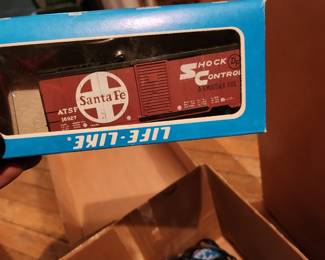 Santa Fe
ATSF
SHOCK
CONTROL
LIFE-LIKE.